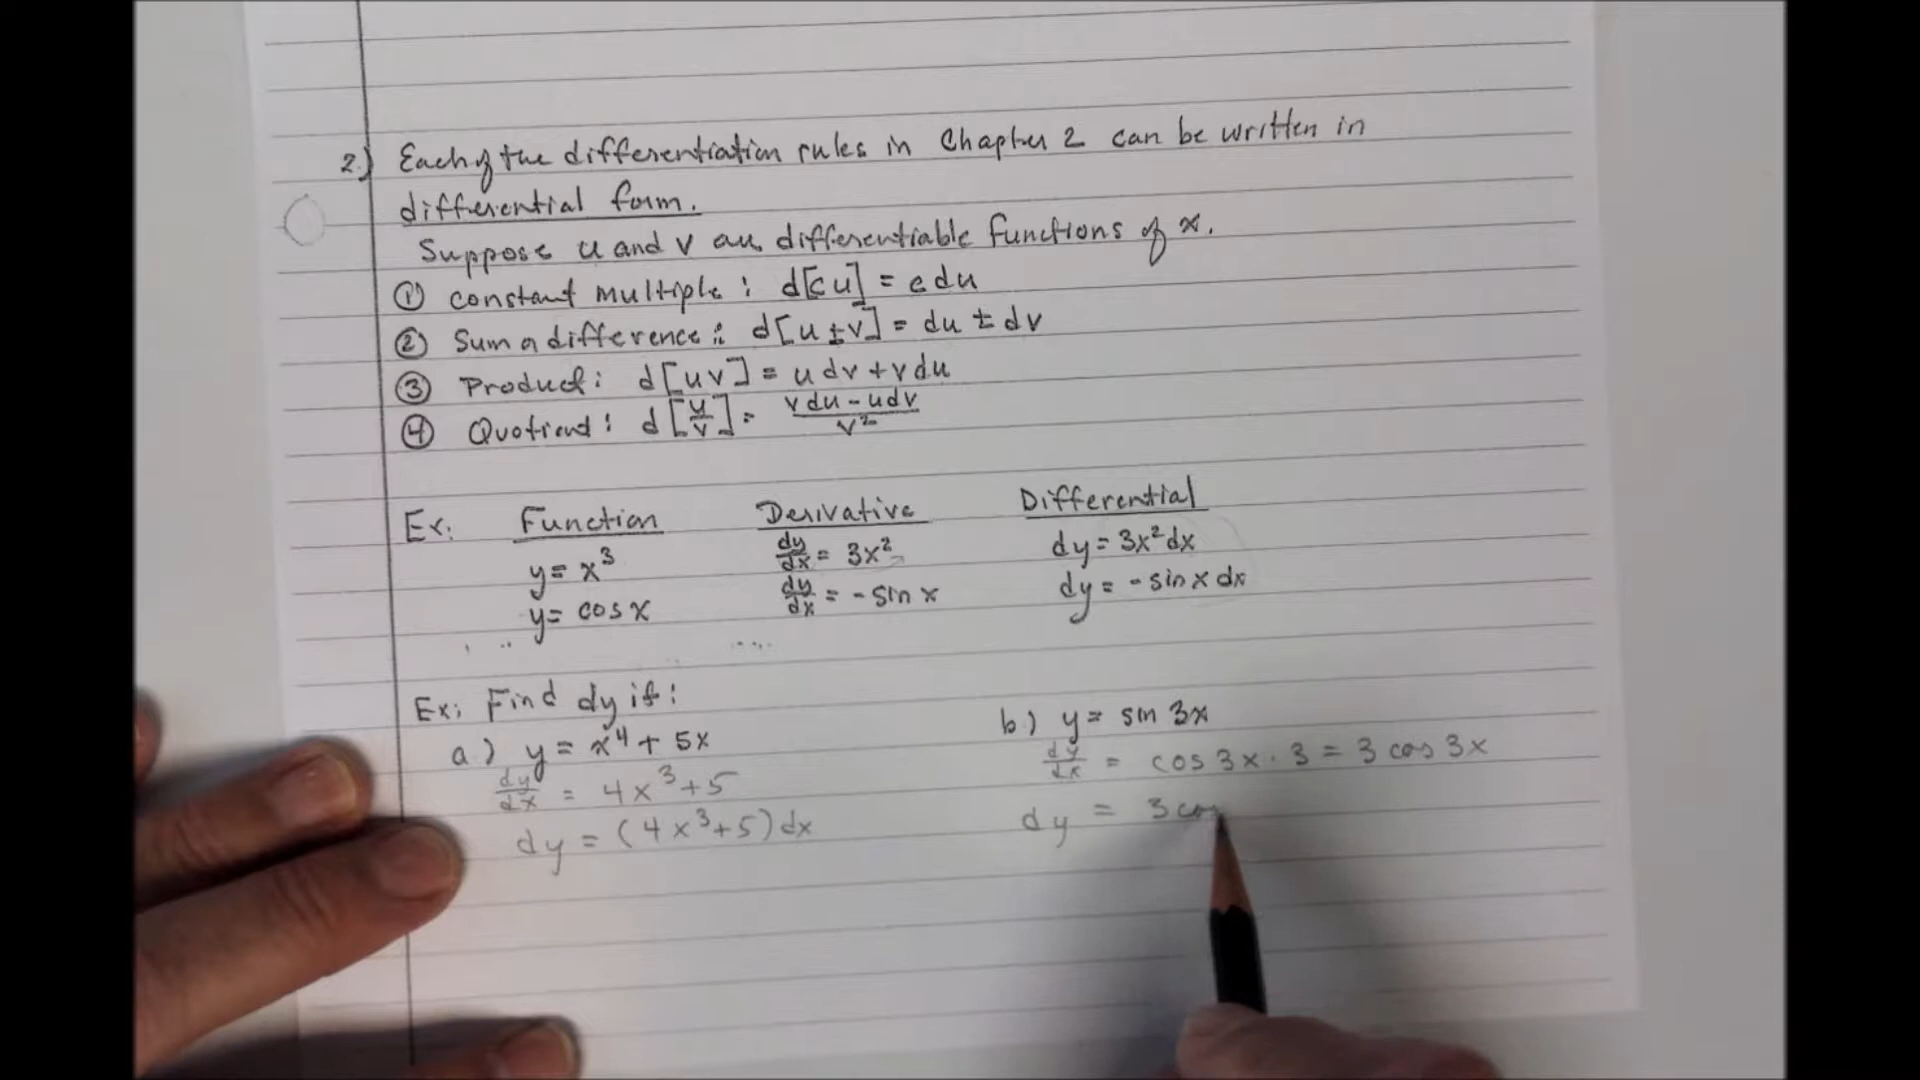 2.) Each of the differentiation rules in Chapter 2 can be written in
differential form.
Suppose u and v are differentiable functions of x.
① constant multiple: d[cu] = c du
② Sum or difference: d[u ± v] = du ± dv
③ Product: d[uv] = u dv + v du
④ Quotient: d[u/v] = (v du - u dv)/v²
Ex: Function Derivative Differential
y = x³ dy/dx = 3x² dy = 3x² dx
y = cos x dy/dx = - sin x dy = - sin x dx
Ex: Find dy if:
a.) y = x⁴ + 5x
dy/dx = 4x³ + 5
dy = (4x³ + 5) dx
b.) y = sin 3x
dy/dx = cos 3x · 3 = 3 cos 3x
dy = 3 cos